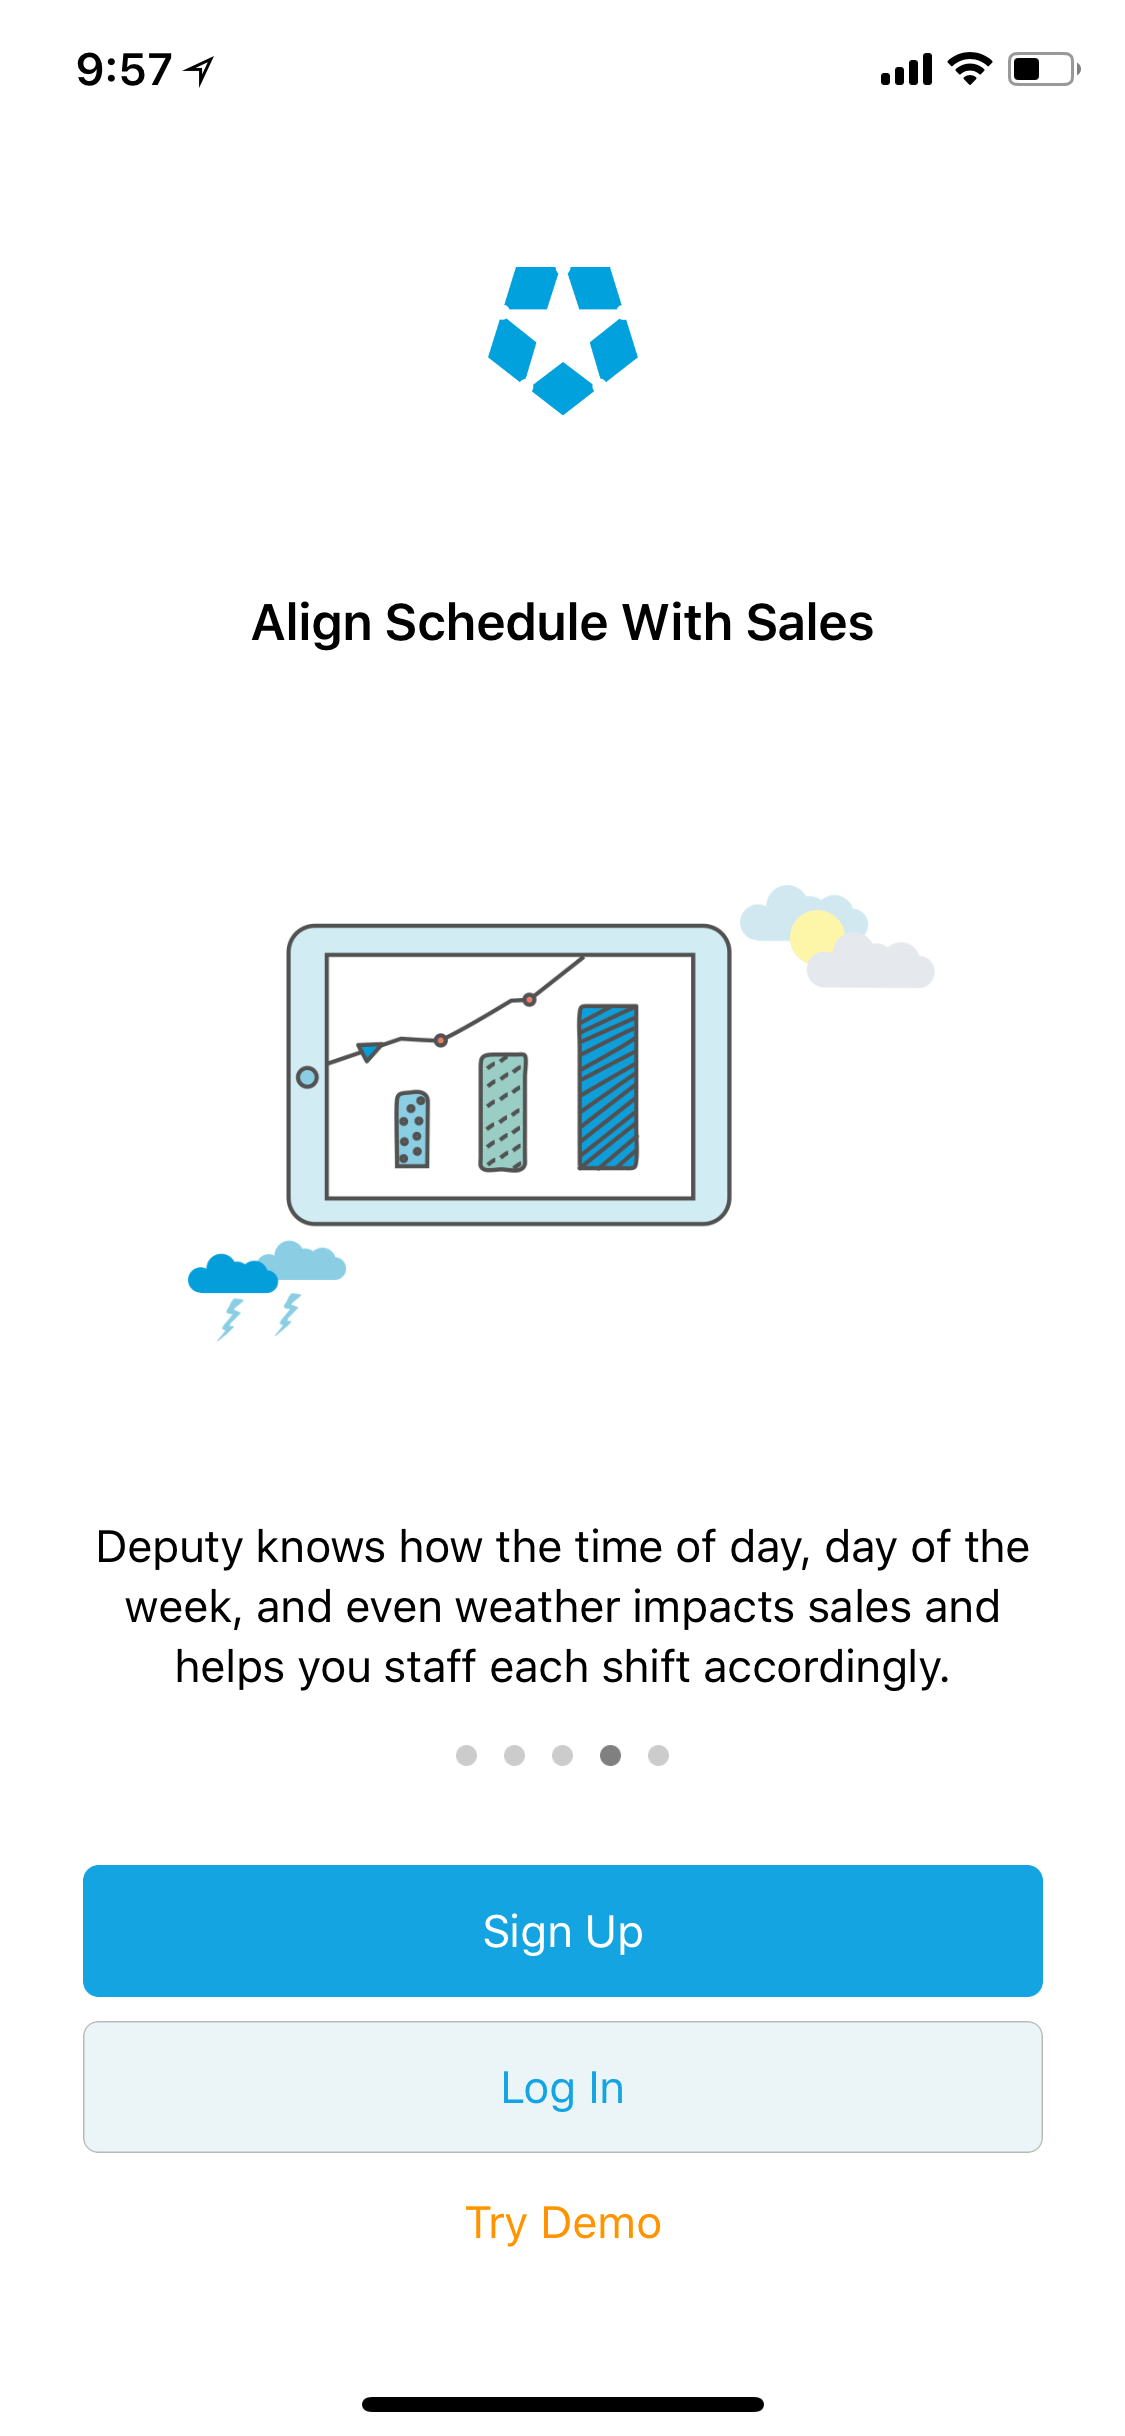 9:57
Align Schedule With Sales
Deputy knows how the time of day, day of the
week, and even weather impacts sales and
helps you staff each shift accordingly.
Sign Up
Log In
Try Demo